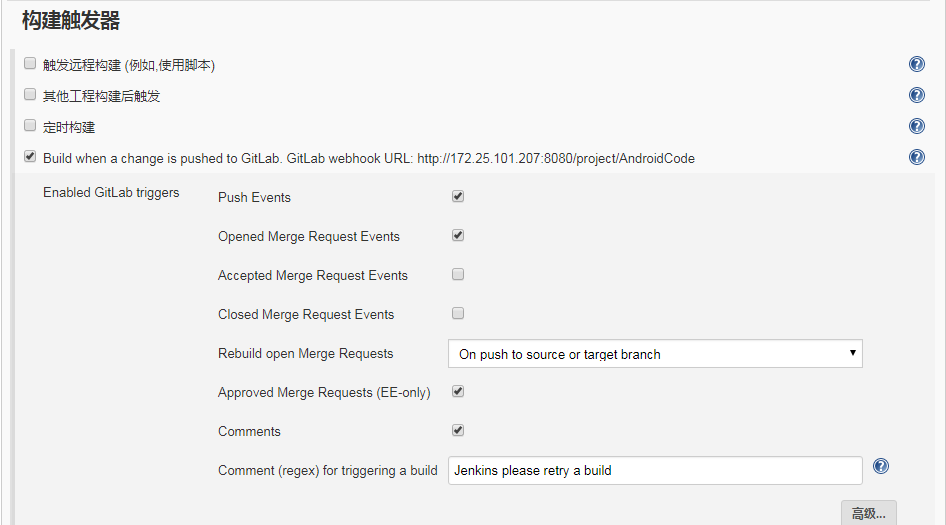 构建触发器
触发远程构建 (例如,使用脚本)
其他工程构建后触发
定时构建
Build when a change is pushed to GitLab. GitLab webhook URL: http://172.25.101.207:8080/project/AndroidCode
Enabled GitLab triggers
Push Events
Opened Merge Request Events
Accepted Merge Request Events
Closed Merge Request Events
Rebuild open Merge Requests
On push to source or target branch
Approved Merge Requests (EE-only)
Comments
Comment (regex) for triggering a build
Jenkins please retry a build
高级...